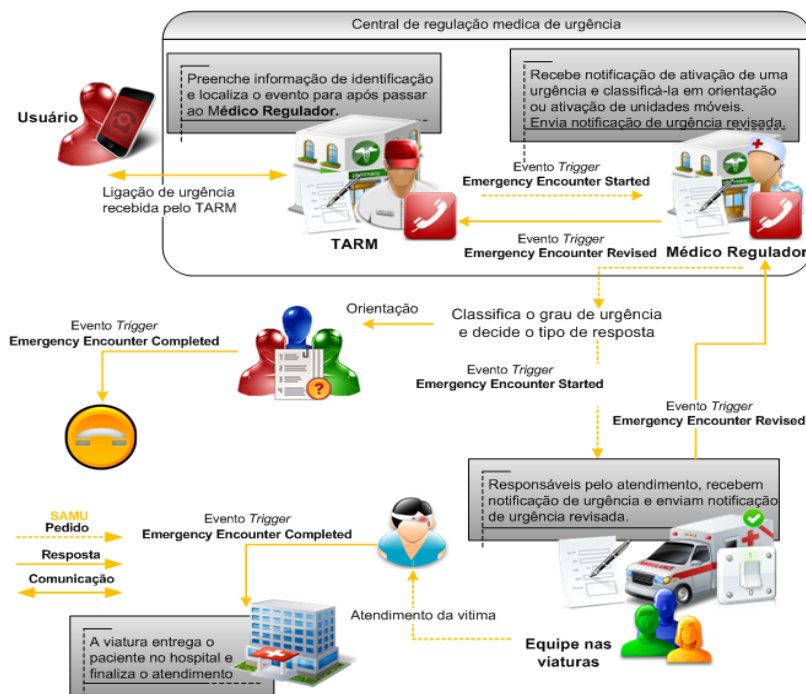 Central de regulação medica de urgência
Preenche informação de identificação
e localiza o evento para após passar
ao Médico Regulador.
Recebe notificação de ativação de uma
urgência e classificá-la em orientação
ou ativação de unidades móveis.
Envia notificação de urgência revisada.
Usuário
Ligação de urgência
recebida pelo TARM
TARM
Evento Trigger
Emergency Encounter Started
Evento Trigger
Emergency Encounter Revised
Médico Regulador
Orientação
Classifica o grau de urgência
e decide o tipo de resposta
Evento Trigger
Emergency Encounter Completed
Evento Trigger
Emergency Encounter Started
Evento Trigger
Emergency Encounter Revised
Responsáveis pelo atendimento, recebem
notificação de urgência e enviam notificação
de urgência revisada.
AMBULANCE
SAMU
Pedido
Resposta
Comunicação
Evento Trigger
Emergency Encounter Completed
Atendimento da vitima
Equipe nas
viaturas
A viatura entrega o
paciente no hospital e
finaliza o atendimento